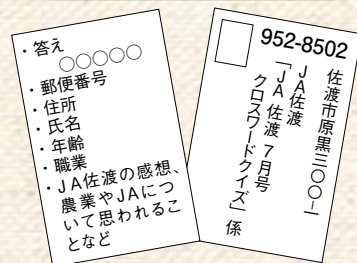 ・答え
○○○○○
・郵便番号
・住所
・氏名
・年齢
・職業
・JA佐渡の感想、
農業やJAにつ
いて思われるこ
となど
952-8502
佐渡市原黒三〇〇-一
JA佐渡
「JA佐渡 7月号
クロスワードクイズ」係